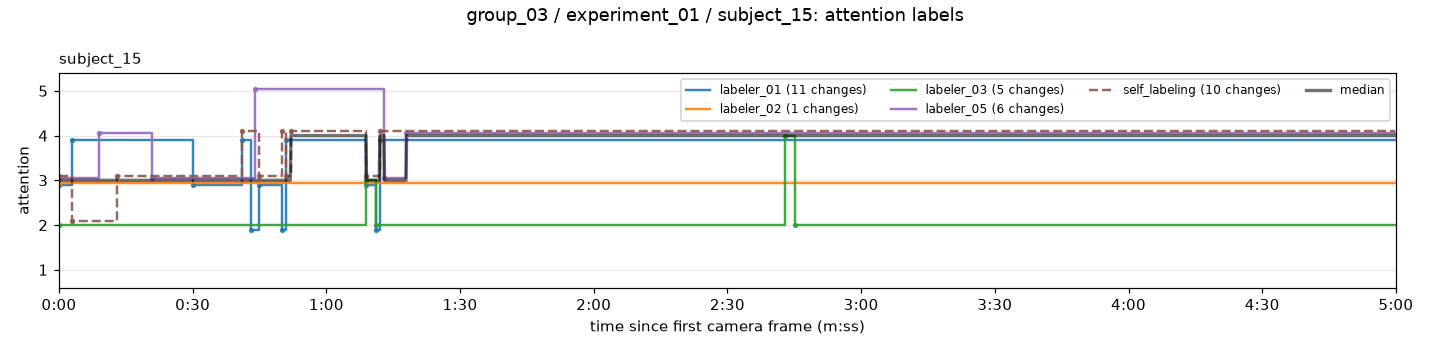 group_03 / experiment_01 / subject_15: attention labels
subject_15
labeler_01 (11 changes)
labeler_02 (1 changes)
labeler_03 (5 changes)
labeler_05 (6 changes)
self_labeling (10 changes)
median
attention
5
4
3
2
1
0:00 0:30 1:00 1:30 2:00 2:30 3:00 3:30 4:00 4:30 5:00
time since first camera frame (m:ss)